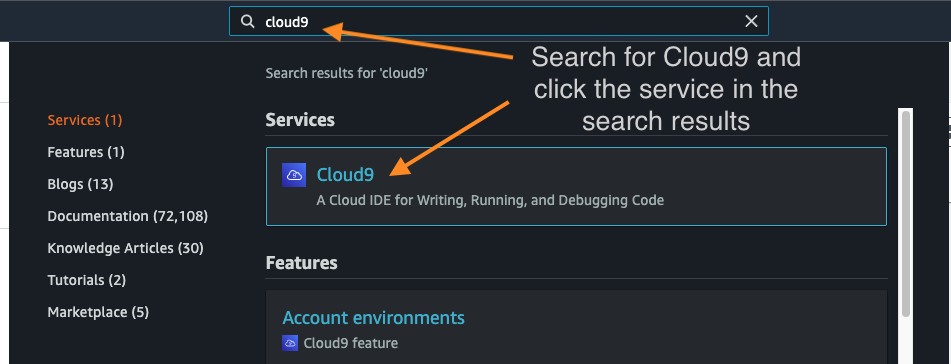 cloud9
Search for Cloud9 and
click the service in the
search results
Search results for 'cloud9'
Services (1)
Features (1)
Blogs (13)
Documentation (72,108)
Knowledge Articles (30)
Tutorials (2)
Marketplace (5)
Services
Cloud9
A Cloud IDE for Writing, Running, and Debugging Code
Features
Account environments
Cloud9 feature